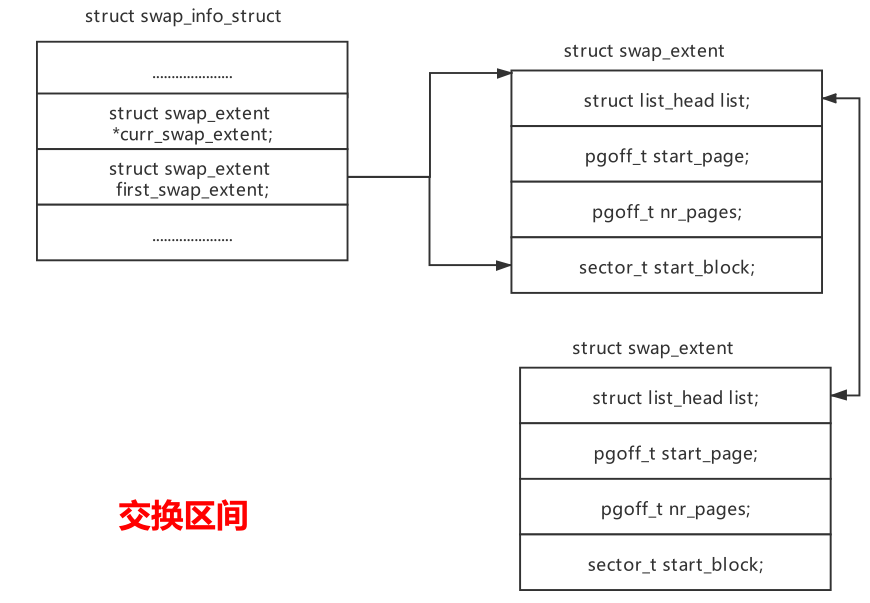 struct swap_info_struct
.....................
struct swap_extent
*curr_swap_extent;
struct swap_extent
first_swap_extent;
.....................
struct swap_extent
struct list_head list;
pgoff_t start_page;
pgoff_t nr_pages;
sector_t start_block;
struct swap_extent
struct list_head list;
pgoff_t start_page;
pgoff_t nr_pages;
sector_t start_block;
交换区间